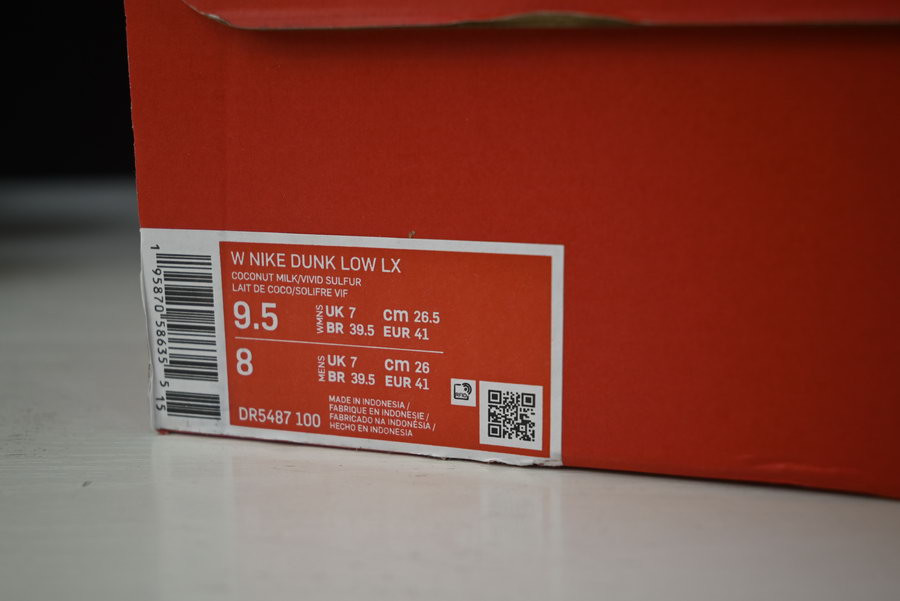 W NIKE DUNK LOW LX
COCONUT MILK/VIVID SULFUR
LAIT DE COCO/SOLIFRE VIF
9.5 WMNS UK 7 cm 26.5
BR 39.5 EUR 41
8 MENS UK 7 cm 26
BR 39.5 EUR 41
DR5487 100
MADE IN INDONESIA /
FABRIQUE EN INDONESIE /
FABRICADO NA INDONÉSIA /
HECHO EN INDONESIA
RFID
1 95870 58635 5 15